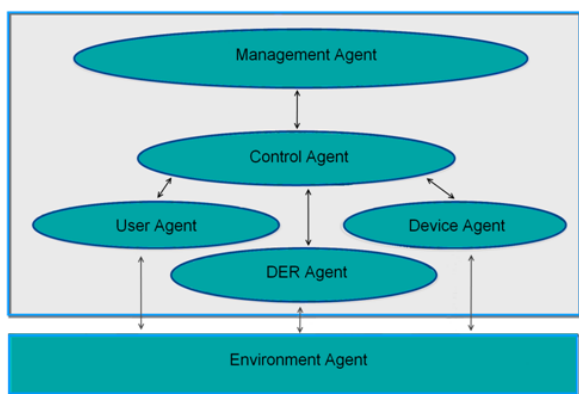 Management Agent
Control Agent
User Agent
Device Agent
DER Agent
Environment Agent